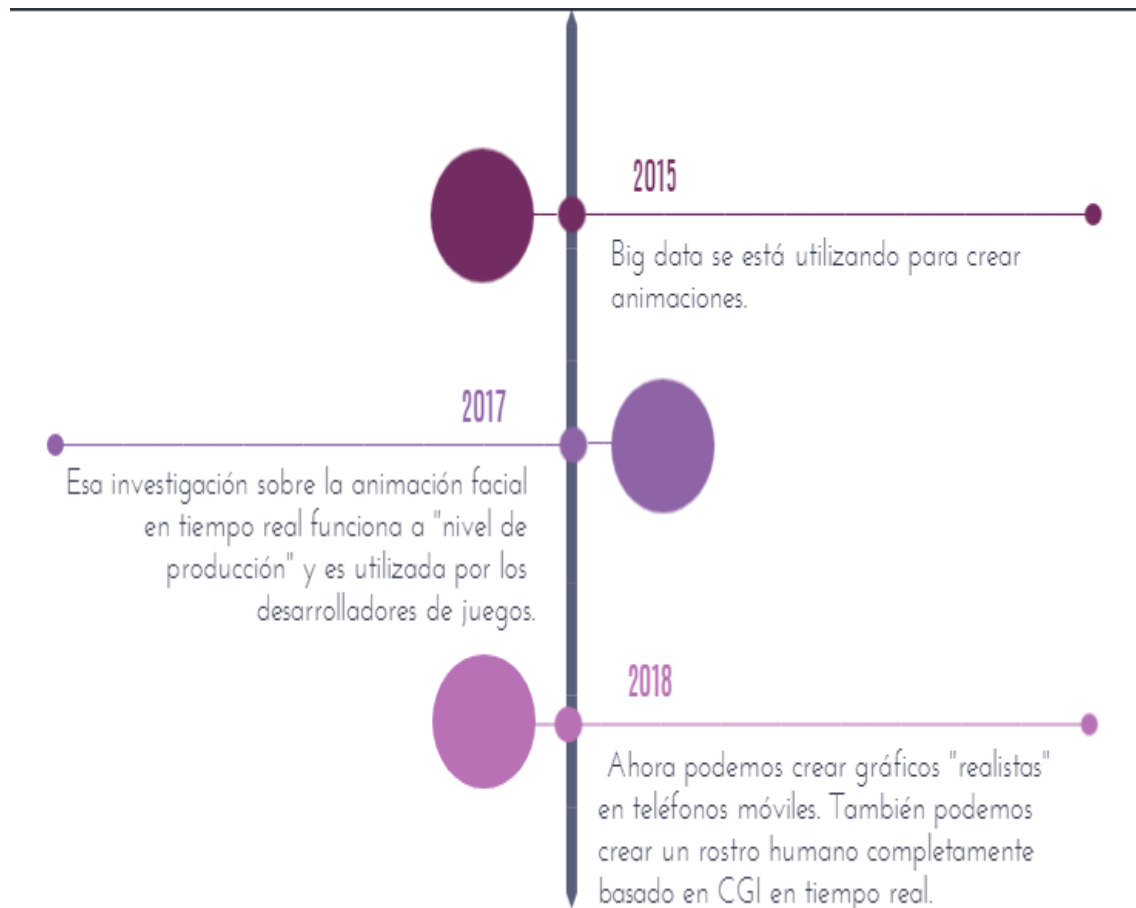 2015
Big data se está utilizando para crear
animaciones.
2017
Esa investigación sobre la animación facial
en tiempo real funciona a "nivel de
producción" y es utilizada por los
desarrolladores de juegos.
2018
Ahora podemos crear gráficos "realistas"
en teléfonos móviles. También podemos
crear un rostro humano completamente
basado en CGI en tiempo real.